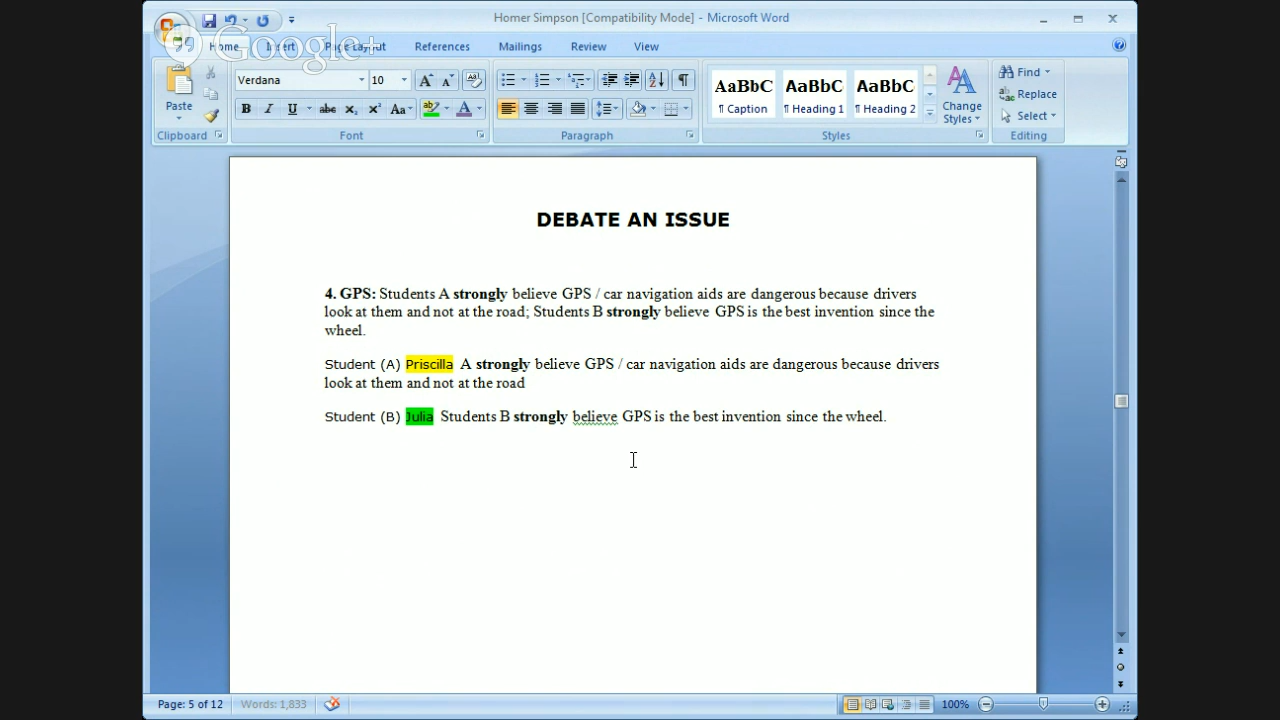 Homer Simpson [Compatibility Mode] - Microsoft Word
Google+
Home Insert Page Layout References Mailings Review View
Paste
Verdana 10
AaBbC AaBbC AaBbC
¶ Caption ¶ Heading 1 ¶ Heading 2
Change Styles
Find
Replace
Select
Clipboard Font Paragraph Styles Editing
DEBATE AN ISSUE
4. GPS: Students A strongly believe GPS / car navigation aids are dangerous because drivers
look at them and not at the road; Students B strongly believe GPS is the best invention since the
wheel.
Student (A) Priscilla A strongly believe GPS / car navigation aids are dangerous because drivers
look at them and not at the road
Student (B) Julia Students B strongly believe GPS is the best invention since the wheel.
Page: 5 of 12 Words: 1,833 100%